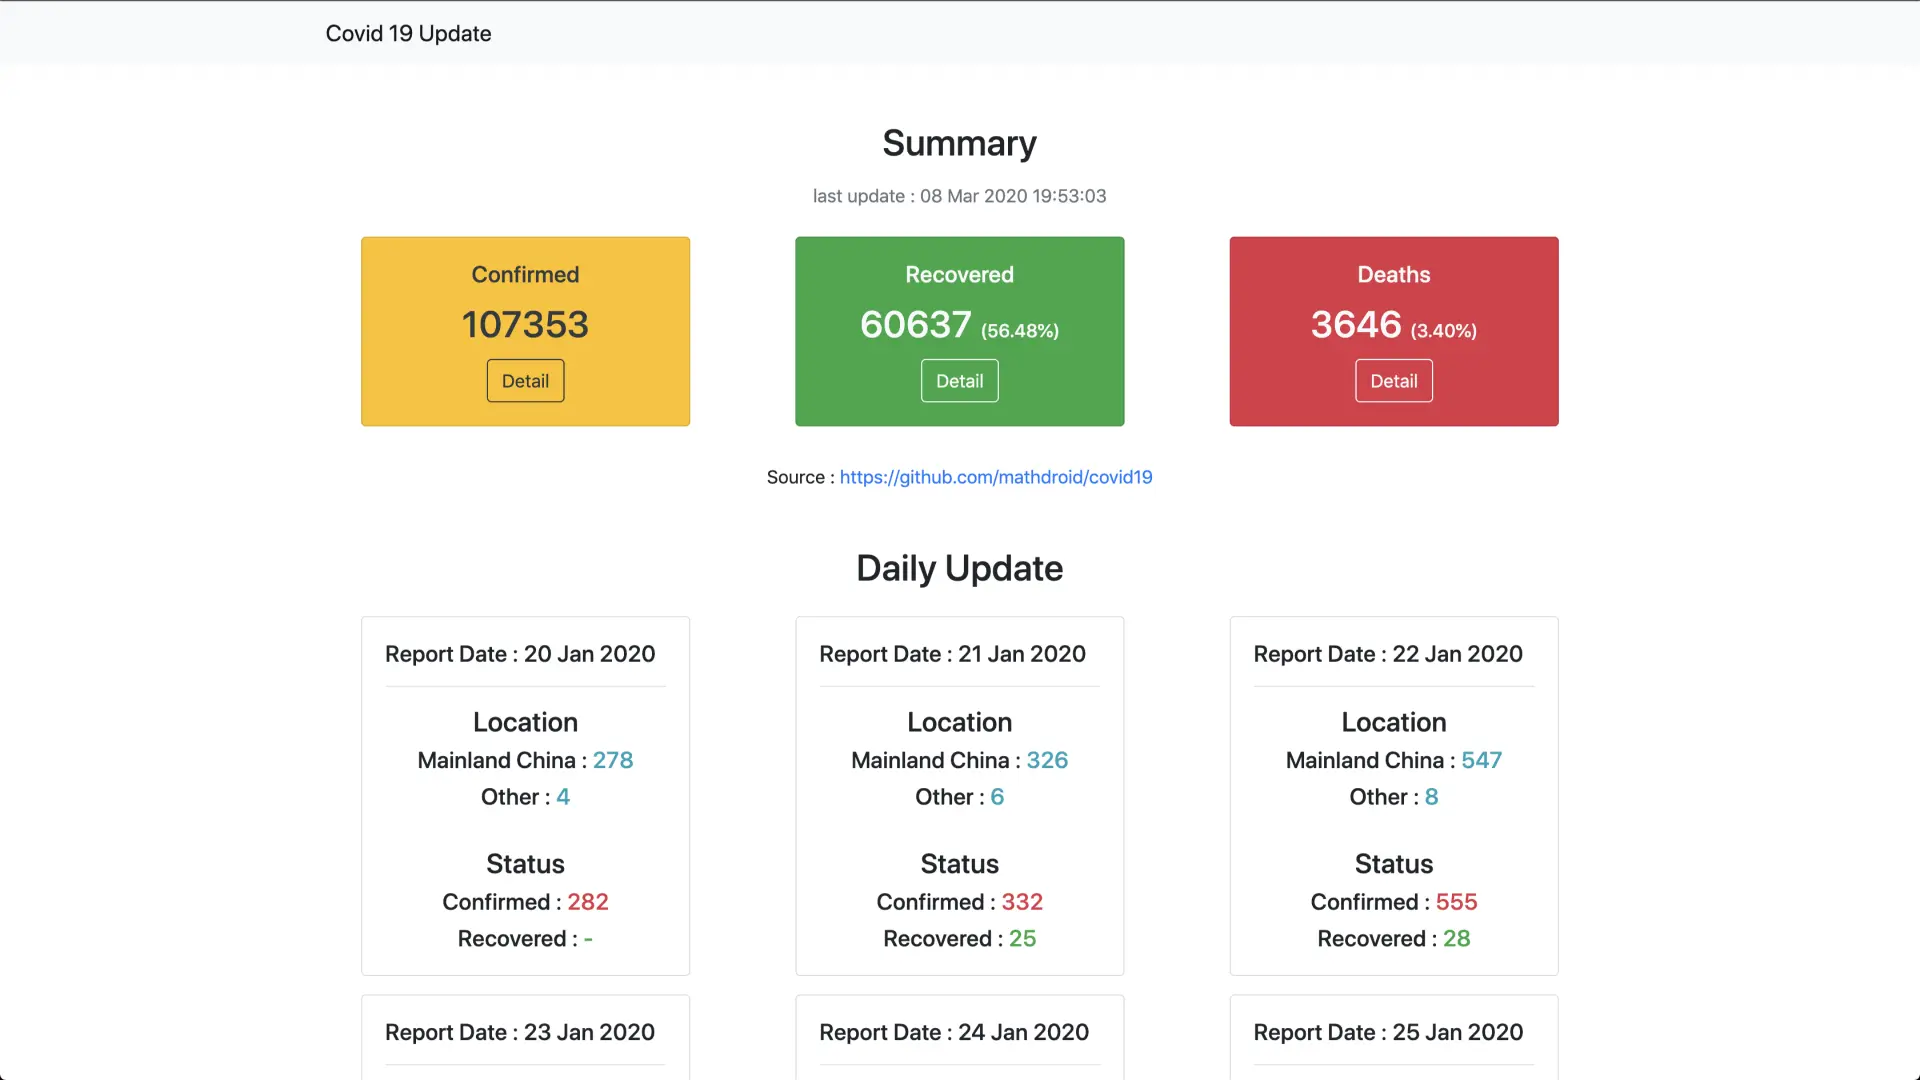 Covid 19 Update
Summary
last update : 08 Mar 2020 19:53:03
Confirmed
107353
Detail
Recovered
60637 (56.48%)
Detail
Deaths
3646 (3.40%)
Detail
Source : https://github.com/mathdroid/covid19
Daily Update
Report Date : 20 Jan 2020
Location
Mainland China : 278
Other : 4
Status
Confirmed : 282
Recovered : -
Report Date : 21 Jan 2020
Location
Mainland China : 326
Other : 6
Status
Confirmed : 332
Recovered : 25
Report Date : 22 Jan 2020
Location
Mainland China : 547
Other : 8
Status
Confirmed : 555
Recovered : 28
Report Date : 23 Jan 2020
Report Date : 24 Jan 2020
Report Date : 25 Jan 2020